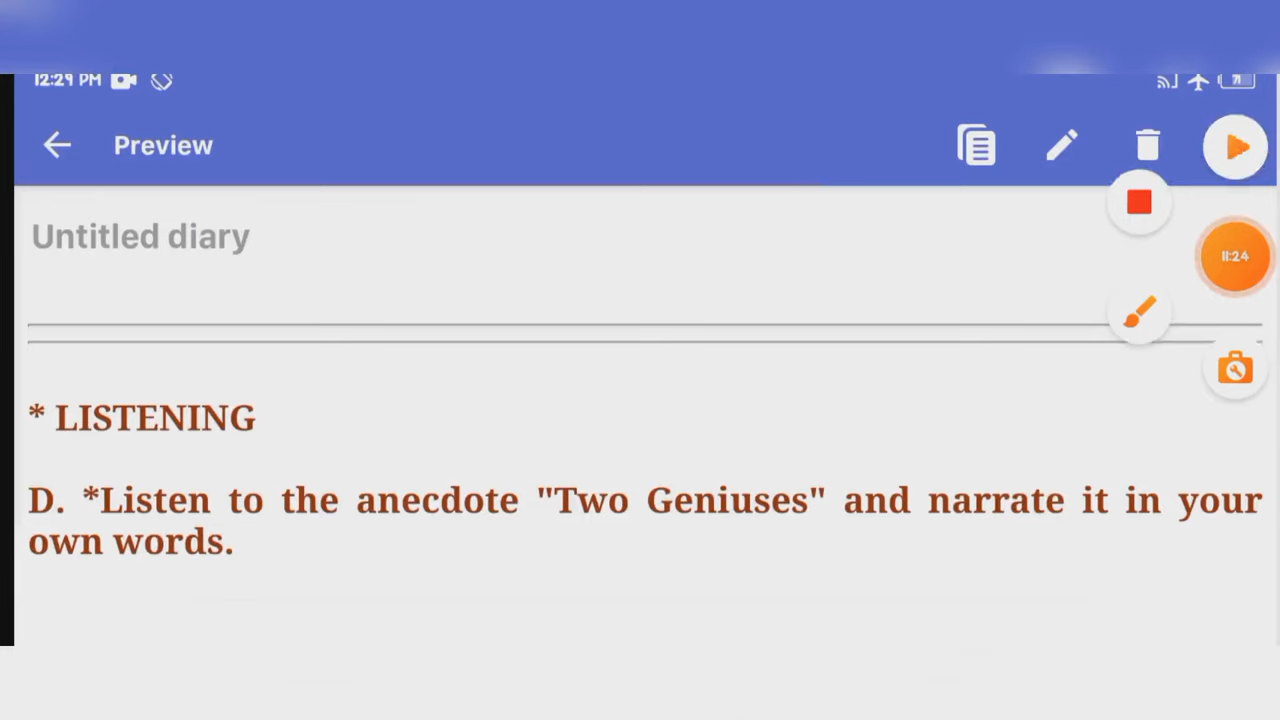 12:29 PM
Preview
Untitled diary
11:24
* LISTENING
D. *Listen to the anecdote "Two Geniuses" and narrate it in your
own words.